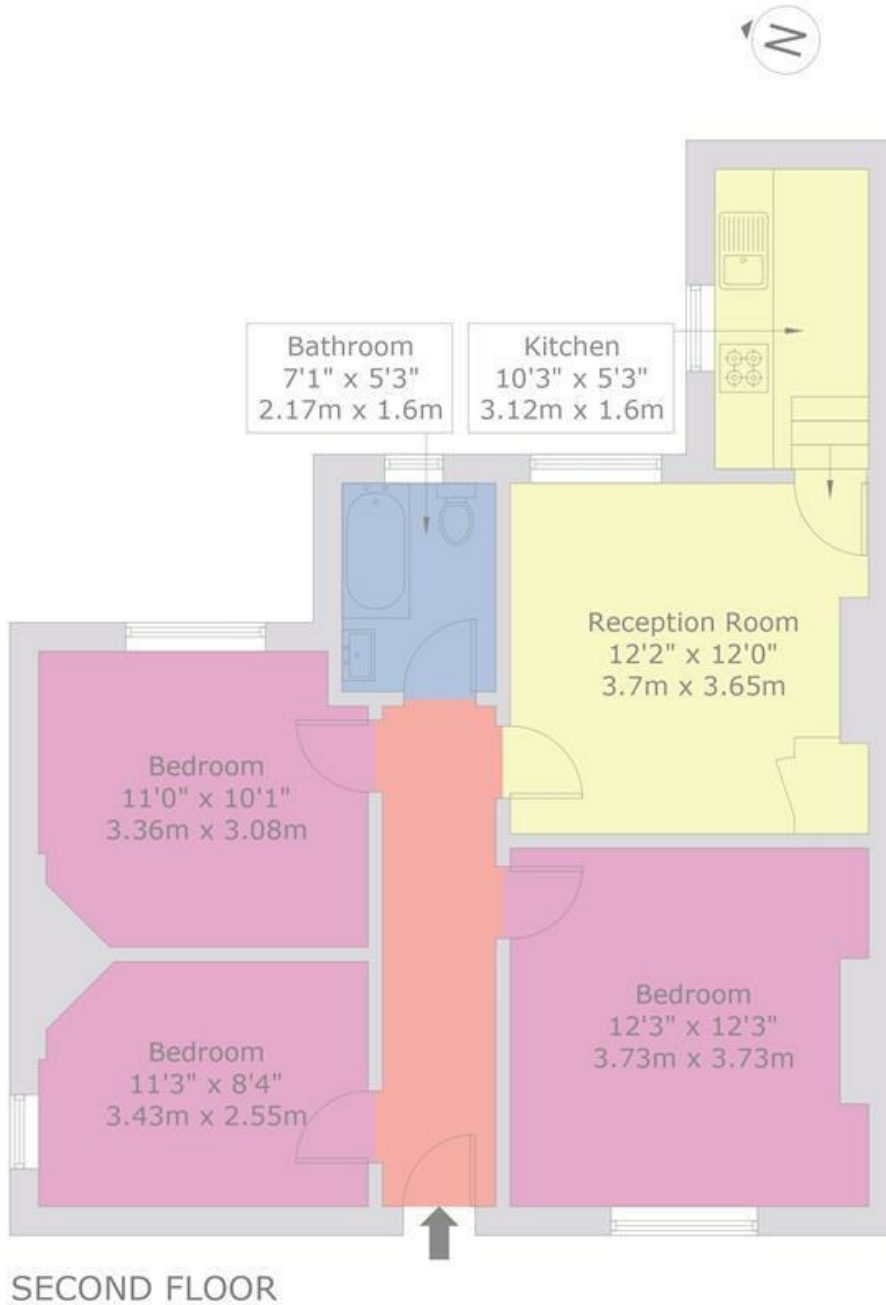 N
Bathroom
7'1" x 5'3"
2.17m x 1.6m
Kitchen
10'3" x 5'3"
3.12m x 1.6m
Reception Room
12'2" x 12'0"
3.7m x 3.65m
Bedroom
11'0" x 10'1"
3.36m x 3.08m
Bedroom
12'3" x 12'3"
3.73m x 3.73m
Bedroom
11'3" x 8'4"
3.43m x 2.55m
SECOND FLOOR